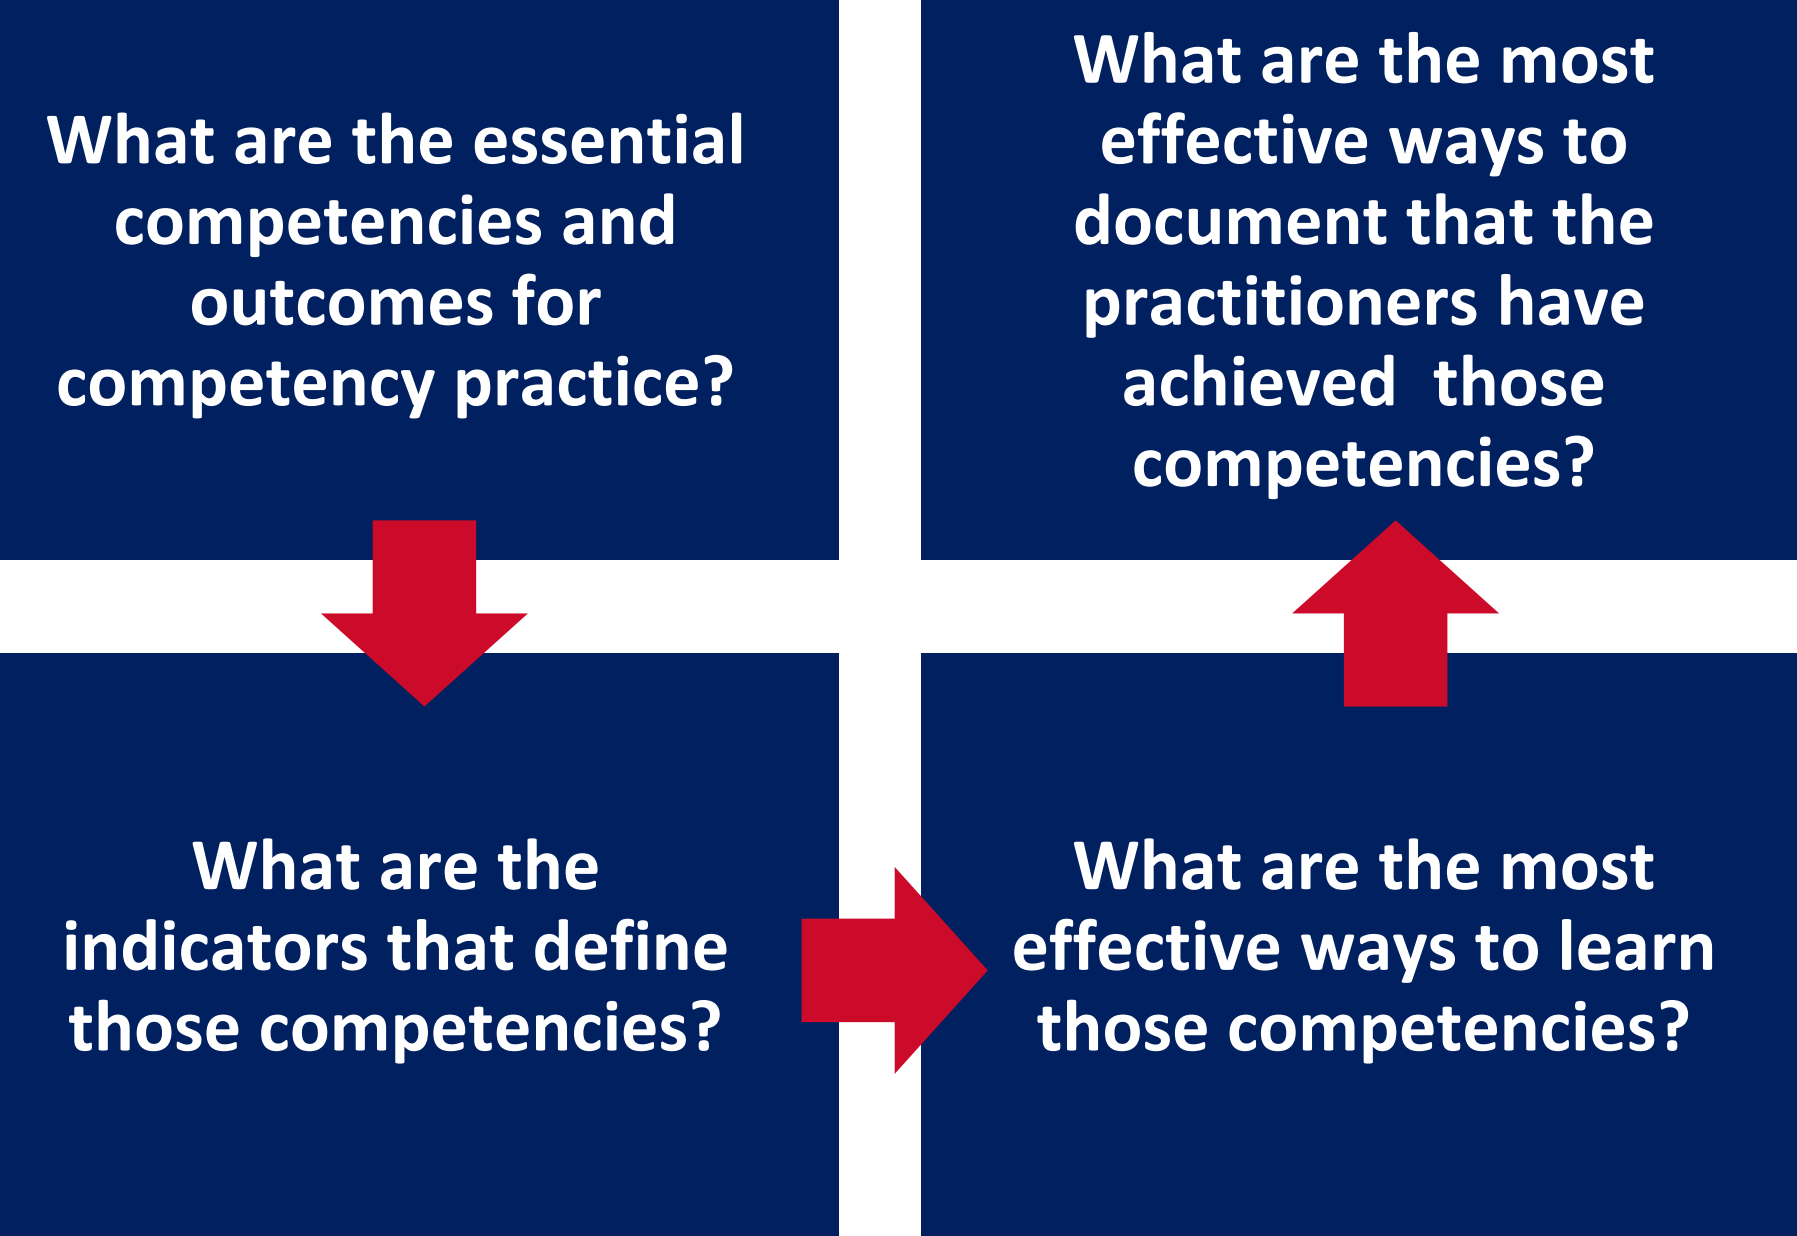 What are the essential
competencies and
outcomes for
competency practice?
What are the
indicators that define
those competencies?
What are the most
effective ways to learn
those competencies?
What are the most
effective ways to
document that the
practitioners have
achieved  those
competencies?